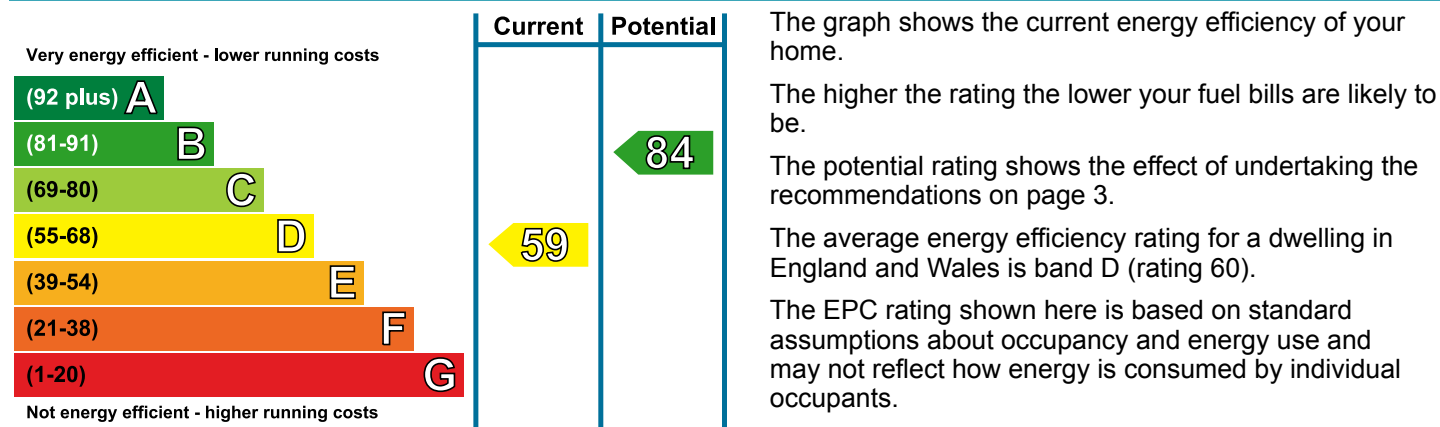 Current Potential
Very energy efficient - lower running costs
(92 plus) A
(81-91) B
84
(69-80) C
(55-68) D
59
(39-54) E
(21-38) F
(1-20) G
Not energy efficient - higher running costs
The graph shows the current energy efficiency of your
home.
The higher the rating the lower your fuel bills are likely to
be.
The potential rating shows the effect of undertaking the
recommendations on page 3.
The average energy efficiency rating for a dwelling in
England and Wales is band D (rating 60).
The EPC rating shown here is based on standard
assumptions about occupancy and energy use and
may not reflect how energy is consumed by individual
occupants.